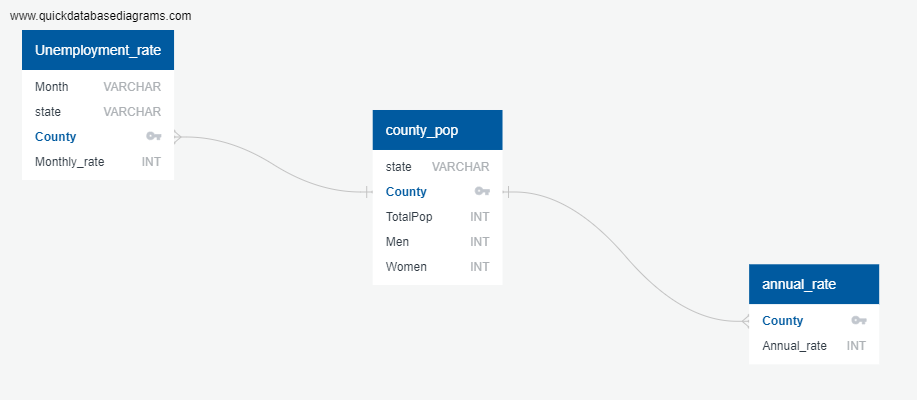 www.quickdatabasediagrams.com
Unemployment_rate
Month VARCHAR
state VARCHAR
County
Monthly_rate INT
county_pop
state VARCHAR
County
TotalPop INT
Men INT
Women INT
annual_rate
County
Annual_rate INT